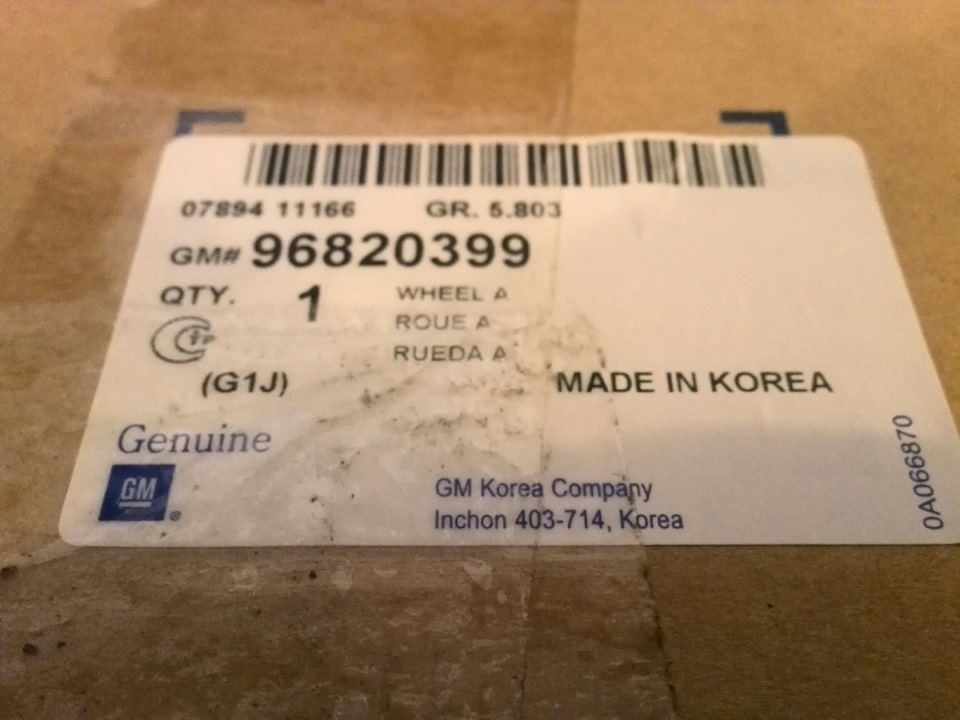 07894 11166 GR. 5.803
GM# 96820399
QTY. 1 WHEEL A
ROUE A
RUEDA A
(G1J)
MADE IN KOREA
Genuine
GM
GM Korea Company
Inchon 403-714, Korea
0A066870